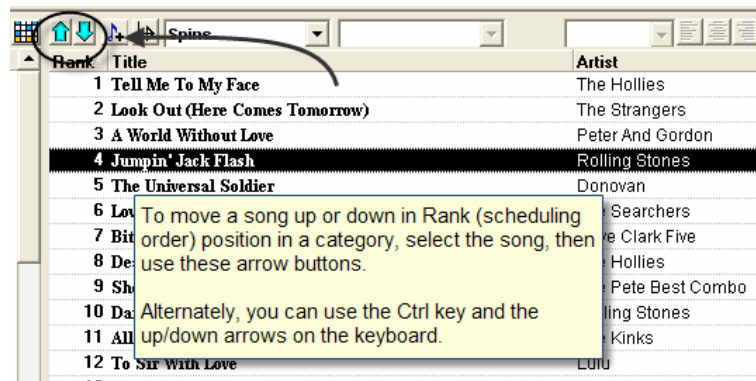 Spins
Rank Title Artist
1 Tell Me To My Face The Hollies
2 Look Out (Here Comes Tomorrow) The Strangers
3 A World Without Love Peter And Gordon
4 Jumpin' Jack Flash Rolling Stones
5 The Universal Soldier Donovan
6 Searchers
7 Clark Five
8 Hollies
9 Pete Best Combo
10
11 Kinks
12 To Sir With Love Lulu
To move a song up or down in Rank (scheduling
order) position in a category, select the song, then
use these arrow buttons.
Alternately, you can use the Ctrl key and the
up/down arrows on the keyboard.